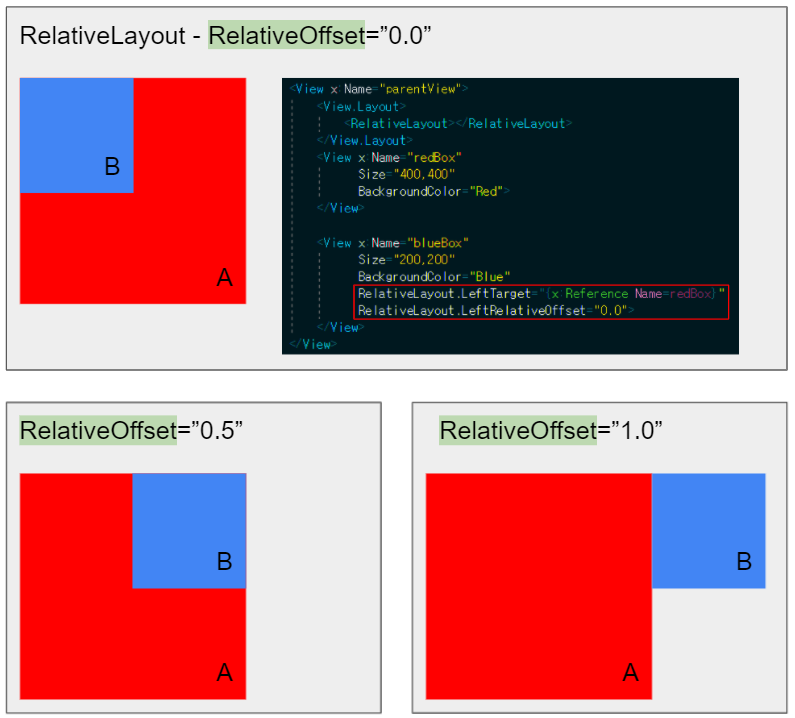 RelativeLayout - RelativeOffset=”0.0”
B
A
<View x:Name="parentView">
<View.Layout>
<RelativeLayout></RelativeLayout>
</View.Layout>
<View x:Name="redBox"
Size="400,400"
BackgroundColor="Red">
</View>
<View x:Name="blueBox"
Size="200,200"
BackgroundColor="Blue"
RelativeLayout.LeftTarget="{x:Reference Name=redBox}"
RelativeLayout.LeftRelativeOffset="0.0">
</View>
</View>
RelativeOffset=”0.5”
B
A
RelativeOffset=”1.0”
B
A